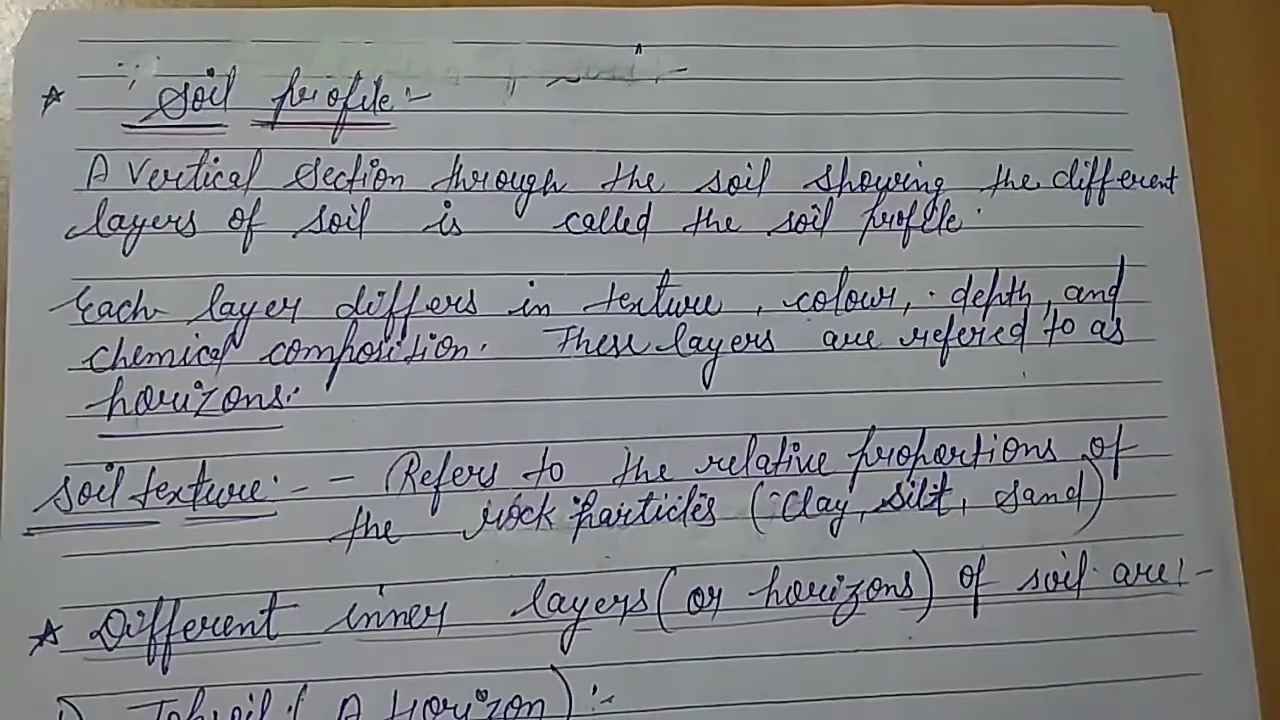 * Soil profile:-
A vertical section through the soil showing the different
layers of soil is called the soil profile.
Each layer differs in texture, colour, depth, and
chemical composition. These layers are refered to as
horizons.
soil texture:- - Refers to the relative proportions of
the rock particles (clay, silt, sand)
* Different inner layers (or horizons) of soil are:-
1) Topsoil (A Horizon):-